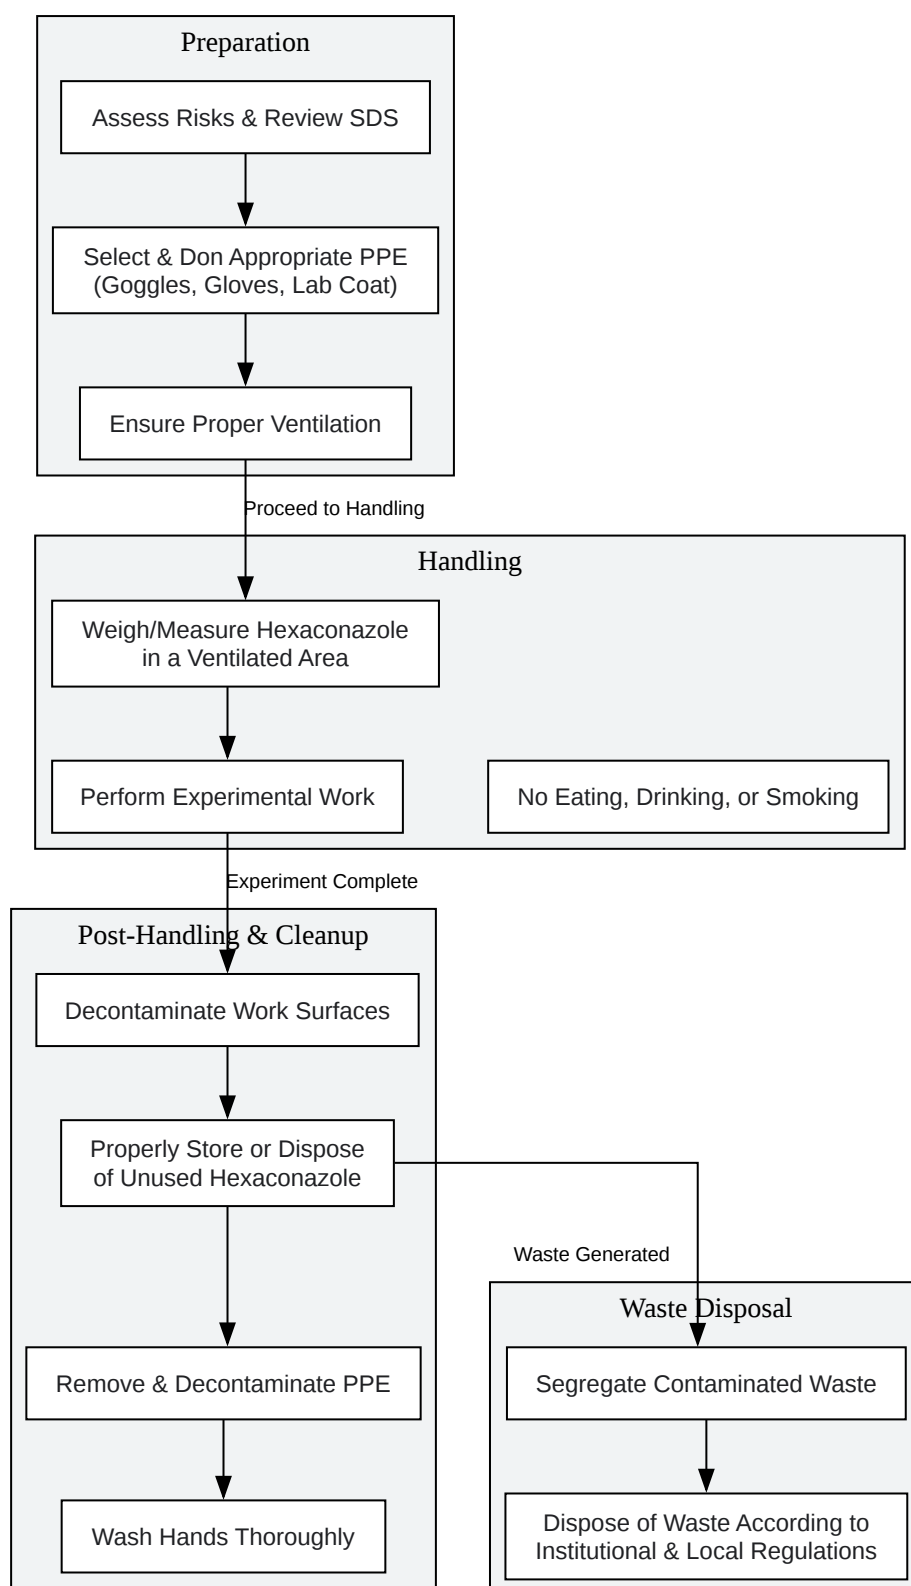 Preparation
Assess Risks & Review SDS
Select & Don Appropriate PPE
(Goggles, Gloves, Lab Coat)
Ensure Proper Ventilation
Proceed to Handling
Handling
Weigh/Measure Hexaconazole
in a Ventilated Area
Perform Experimental Work
No Eating, Drinking, or Smoking
Experiment Complete
Post-Handling & Cleanup
Decontaminate Work Surfaces
Properly Store or Dispose
of Unused Hexaconazole
Waste Generated
Waste Disposal
Remove & Decontaminate PPE
Segregate Contaminated Waste
Wash Hands Thoroughly
Dispose of Waste According to
Institutional & Local Regulations